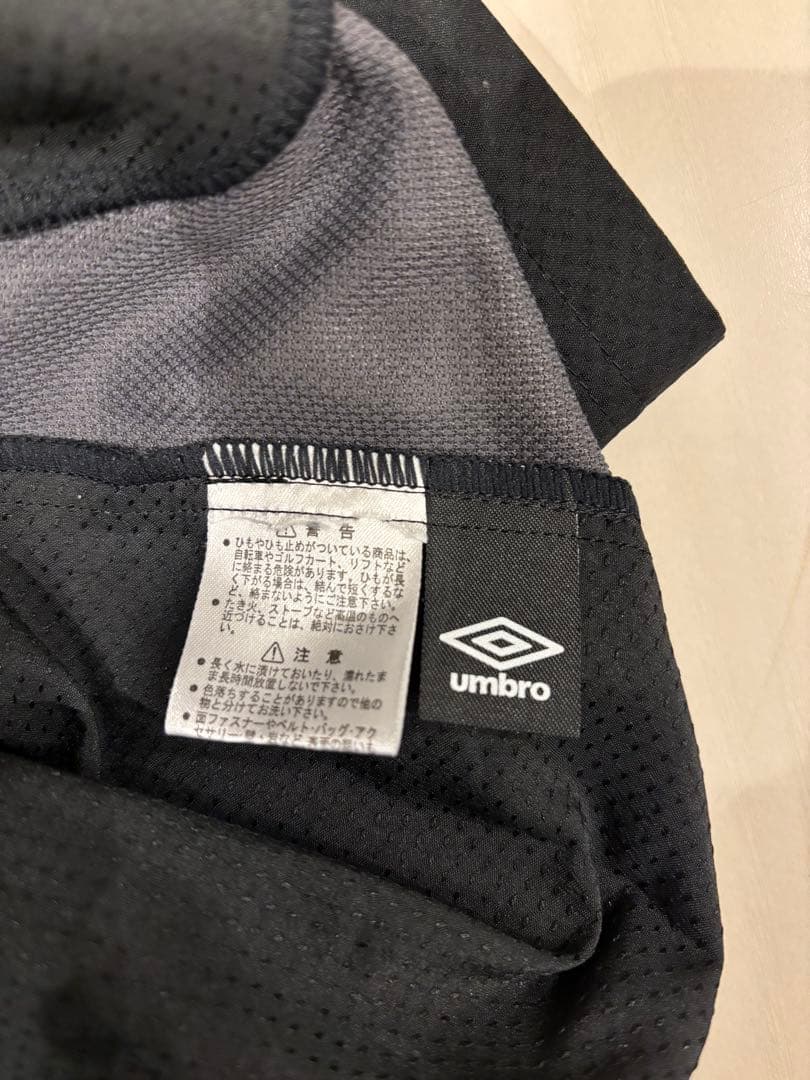 ⚠ 警 告
● ひもやひも止めがついている商品は、
自転車やゴルフカート、リフトなど
に絡まる危険があります。ひもが長
く下がる場合は、結んで短くするな
ど、絡まないようにご注意下さい。
● たき火、ストーブなど高温のものへ
近づけることは、絶対におさけ下さ
い。
⚠ 注 意
● 長く水に漬けておいたり、濡れたま
ま長時間放置しないで下さい。
● 色落ちすることがありますので他の
物と分けてお洗い下さい。
● 面ファスナーやベルト・バッグ・アク
セサリー・壁・
umbro